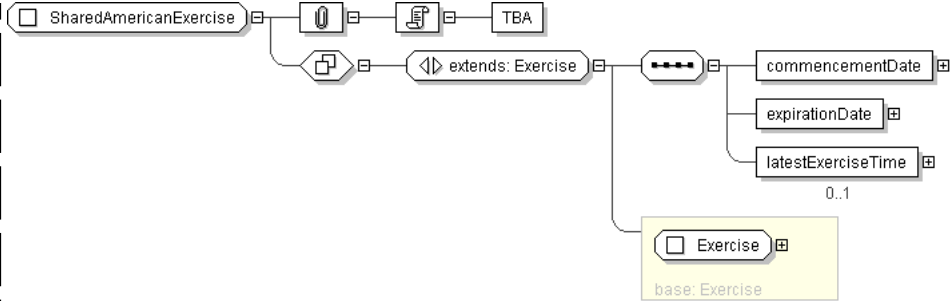 SharedAmericanExercise
TBA
extends: Exercise
commencementDate
expirationDate
latestExerciseTime
0..1
Exercise
base: Exercise